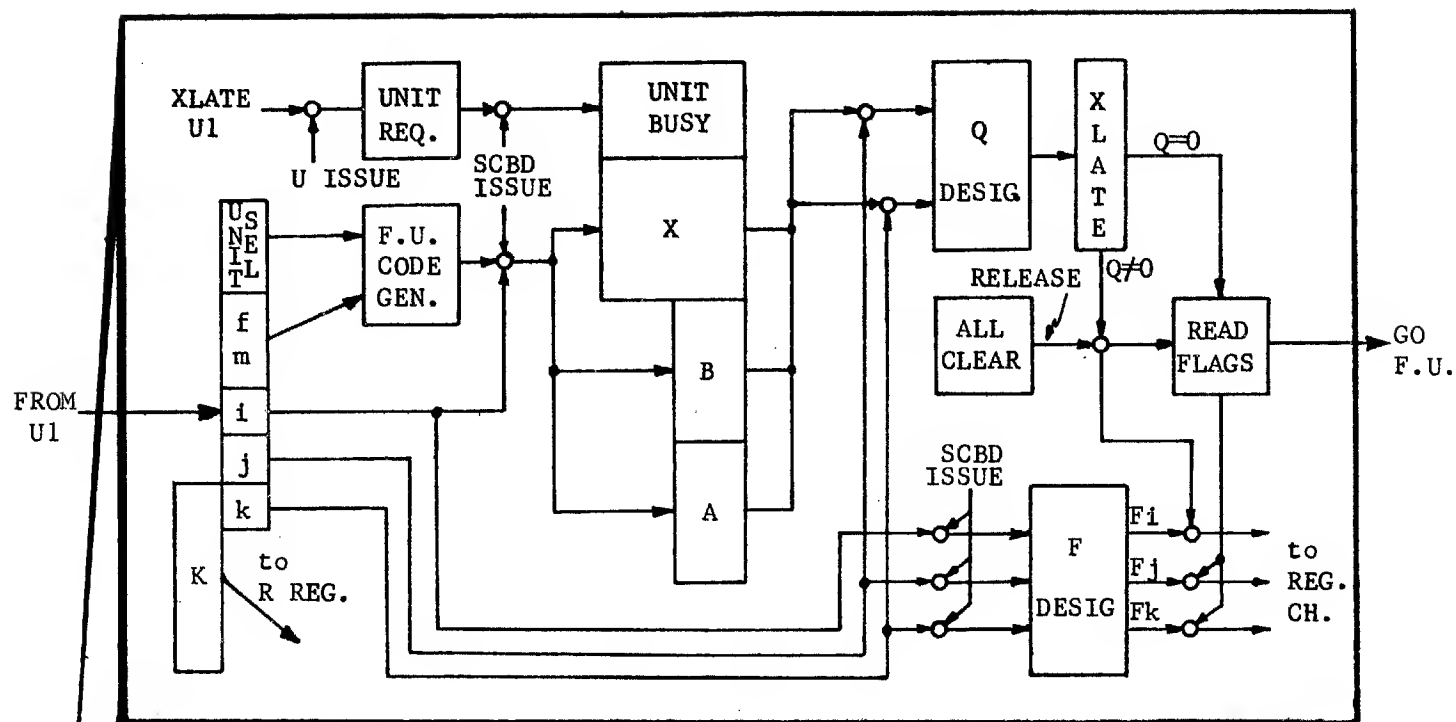 XLATE
U1
U ISSUE
UNIT
REQ.
SCBD
ISSUE
UNIT
BUSY
X
B
A
UNIT
SEL
F.U.
CODE
GEN.
f
m
i
j
k
K
FROM
U1
to
R REG.
Q
DESIG.
XLATE
Q=0
Q≠0
RELEASE
ALL
CLEAR
READ
FLAGS
GO
F.U.
SCBD
ISSUE
F
DESIG
Fi
Fj
Fk
to
REG.
CH.